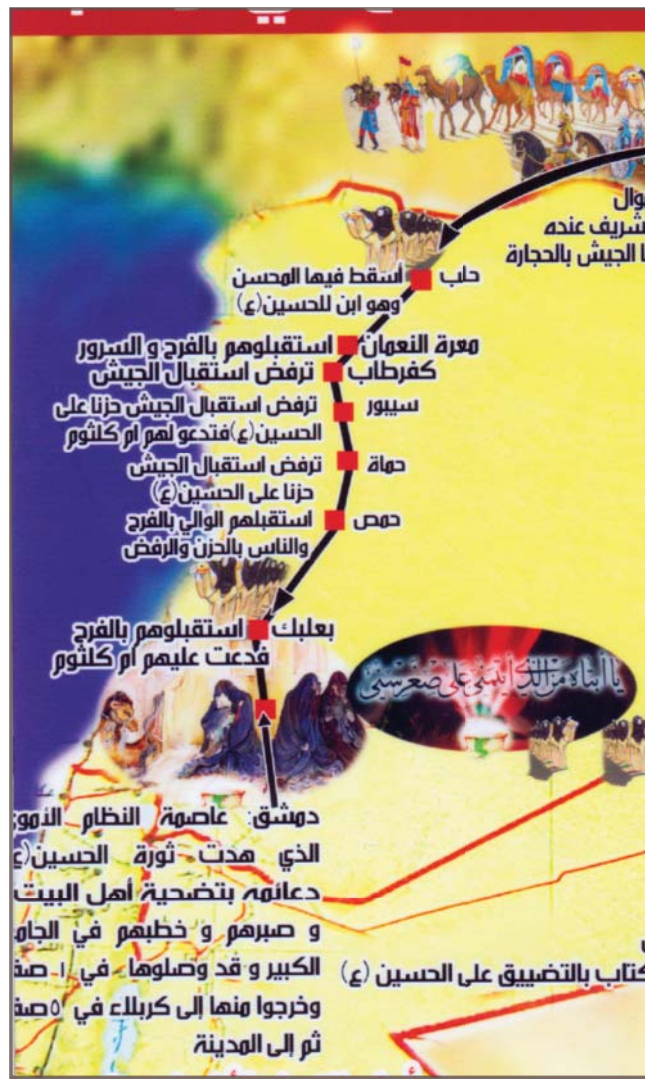 وال
شريف عنده
ا الجيش بالحجارة
حلب أسقط فيها المحسن
وهو ابن للحسين(ع)
معرة النعمان استقبلوهم بالفرح و السرور
كفرطاب ترفض استقبال الجيش
سيبور ترفض استقبال الجيش حزنا على
الحسين(ع)فتدعو لهم ام كلثوم
حماة ترفض استقبال الجيش
حزنا على الحسين(ع)
حمص استقبلهم الوالي بالفرح
والناس بالحزن والرفض
بعلبك استقبلوهم بالفرح
فدعت عليهم ام كلثوم
يا أبتاه من الذي أيتمني على صغر سني
دمشق: عاصمة النظام الأموي
الذي هدت ثورة الحسين(ع
دعائمه بتضحية أهل البيت
و صبرهم و خطبهم في الجام
الكبير و قد وصلوها في ١ صف
وخرجوا منها إلى كربلاء في ٥ صف
ثم إلى المدينة
كتاب بالتضييق على الحسين (ع)